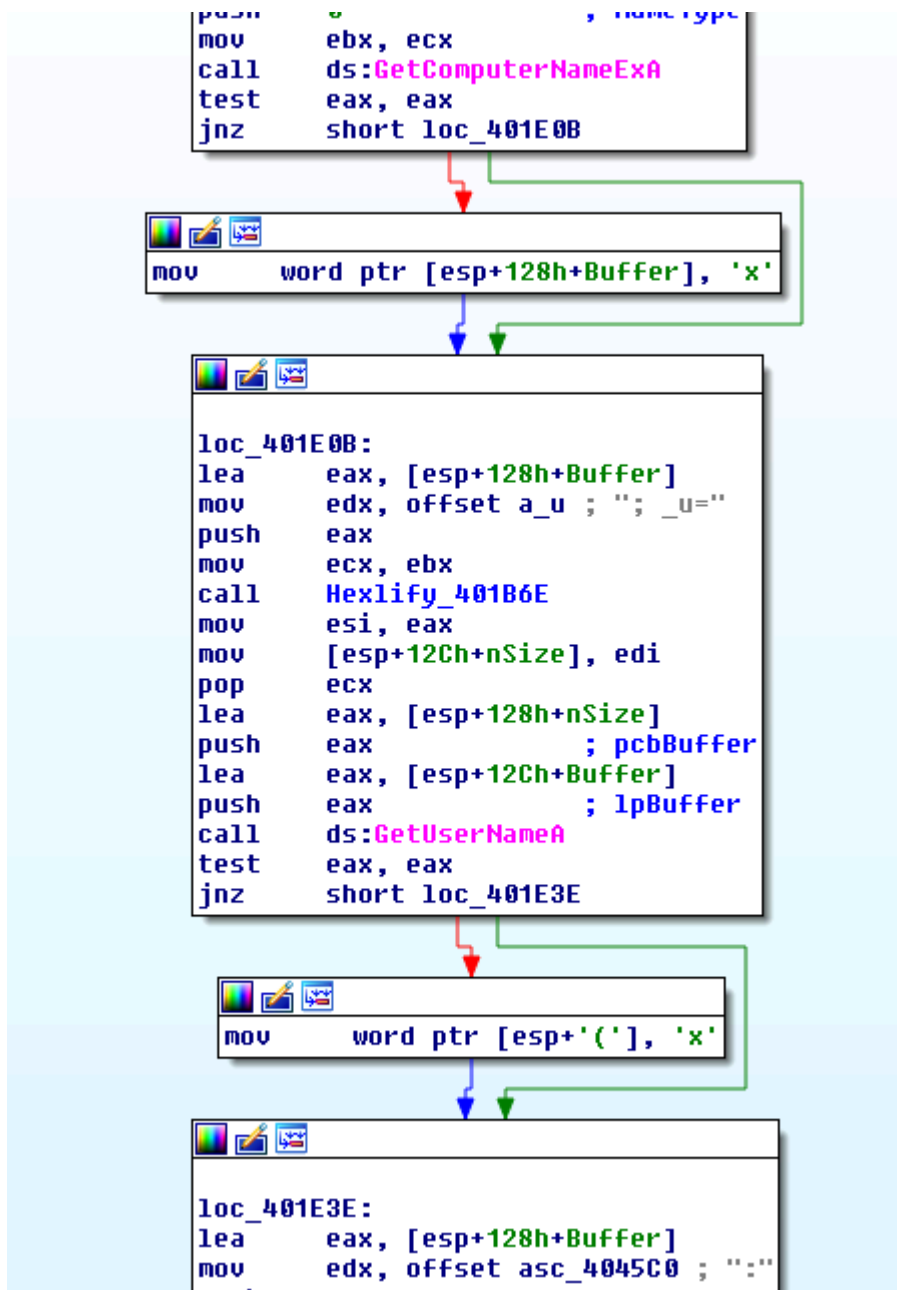 push 0 ; NameType
mov ebx, ecx
call ds:GetComputerNameExA
test eax, eax
jnz short loc_401E0B
mov word ptr [esp+128h+Buffer], 'x'
loc_401E0B:
lea eax, [esp+128h+Buffer]
mov edx, offset a_u ; "; _u="
push eax
mov ecx, ebx
call Hexlify_401B6E
mov esi, eax
mov [esp+12Ch+nSize], edi
pop ecx
lea eax, [esp+128h+nSize]
push eax ; pcbBuffer
lea eax, [esp+12Ch+Buffer]
push eax ; lpBuffer
call ds:GetUserNameA
test eax, eax
jnz short loc_401E3E
mov word ptr [esp+'('], 'x'
loc_401E3E:
lea eax, [esp+128h+Buffer]
mov edx, offset asc_4045C0 ; ":"